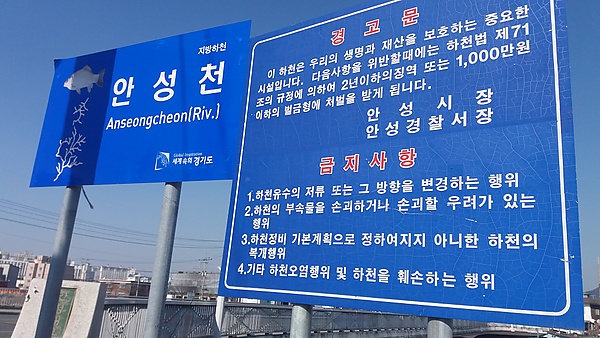 지방하천
안성천
Anseongcheon(Riv.)
Global Inspiration
세계속의 경기도
경고문
이 하천은 우리의 생명과 재산을 보호하는 중요한
시설입니다. 다음사항을 위반할때에는 하천법 제71
조의 규정에 의하여 2년이하의징역 또는 1,000만원
이하의 벌금형에 처벌을 받게 됩니다.
안성시장
안성경찰서장
금지사항
1.하천유수의 저류 또는 그 방향을 변경하는 행위
2.하천의 부속물을 손괴하거나 손괴할 우려가 있는
행위
3.하천정비 기본계획으로 정하여지지 아니한 하천의
복개행위
4.기타 하천오염행위 및 하천을 훼손하는 행위